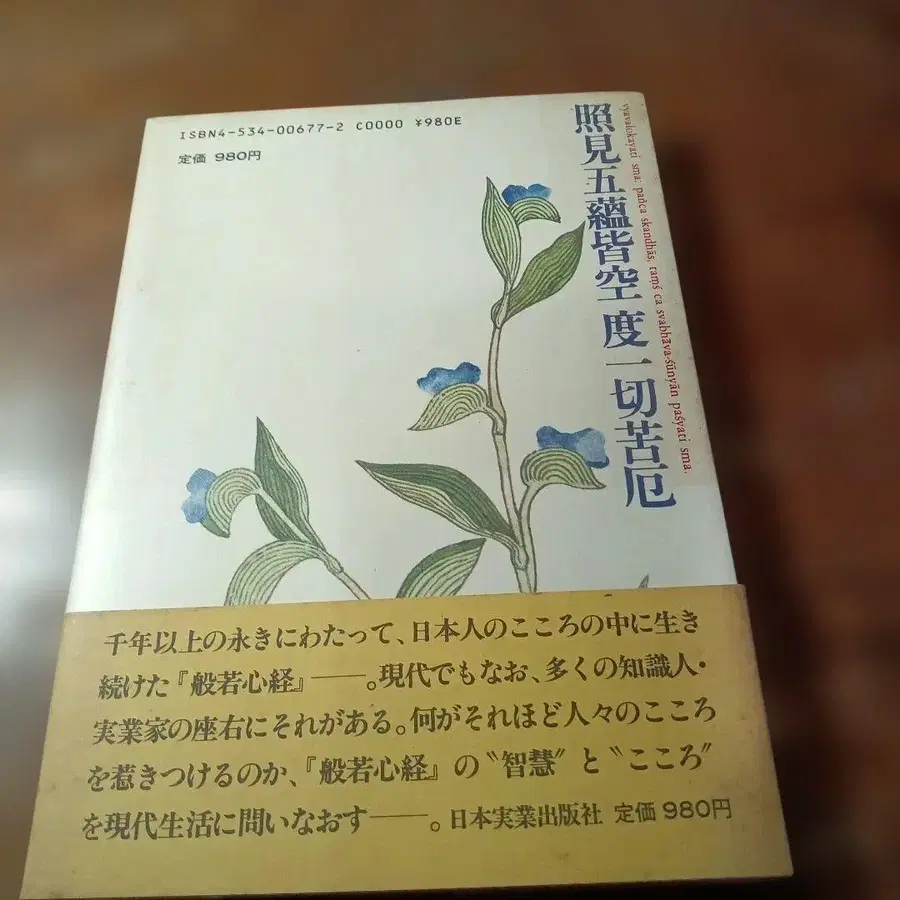 ISBN4-534-00677-2 C0000 ¥980E
定価 980円
照見五蘊皆空 度一切苦厄
vyavalokayati sma: pañca skandhās, taṃś ca svabhāva-śūnyān paśyati sma.
千年以上の永きにわたって、日本人のこころの中に生き
続けた『般若心経』――。現代でもなお、多くの知識人・
実業家の座右にそれがある。何がそれほど人々のこころ
を惹きつけるのか、『般若心経』の〝智慧〟と〝こころ〟
を現代生活に問いなおす――。日本実業出版社 定価 980円